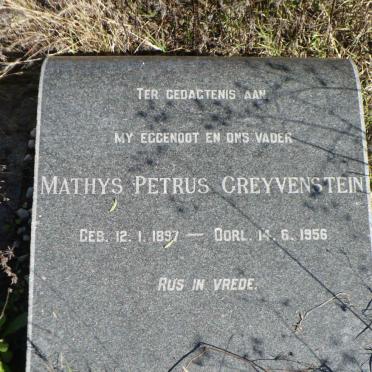 TER GEDAGTENIS AAN
MY EGGENOOT EN ONS VADER
MATHYS PETRUS GREYVENSTEIN
GEB. 12. 1. 1897 — OORL. 14. 6. 1956
RUS IN VREDE.